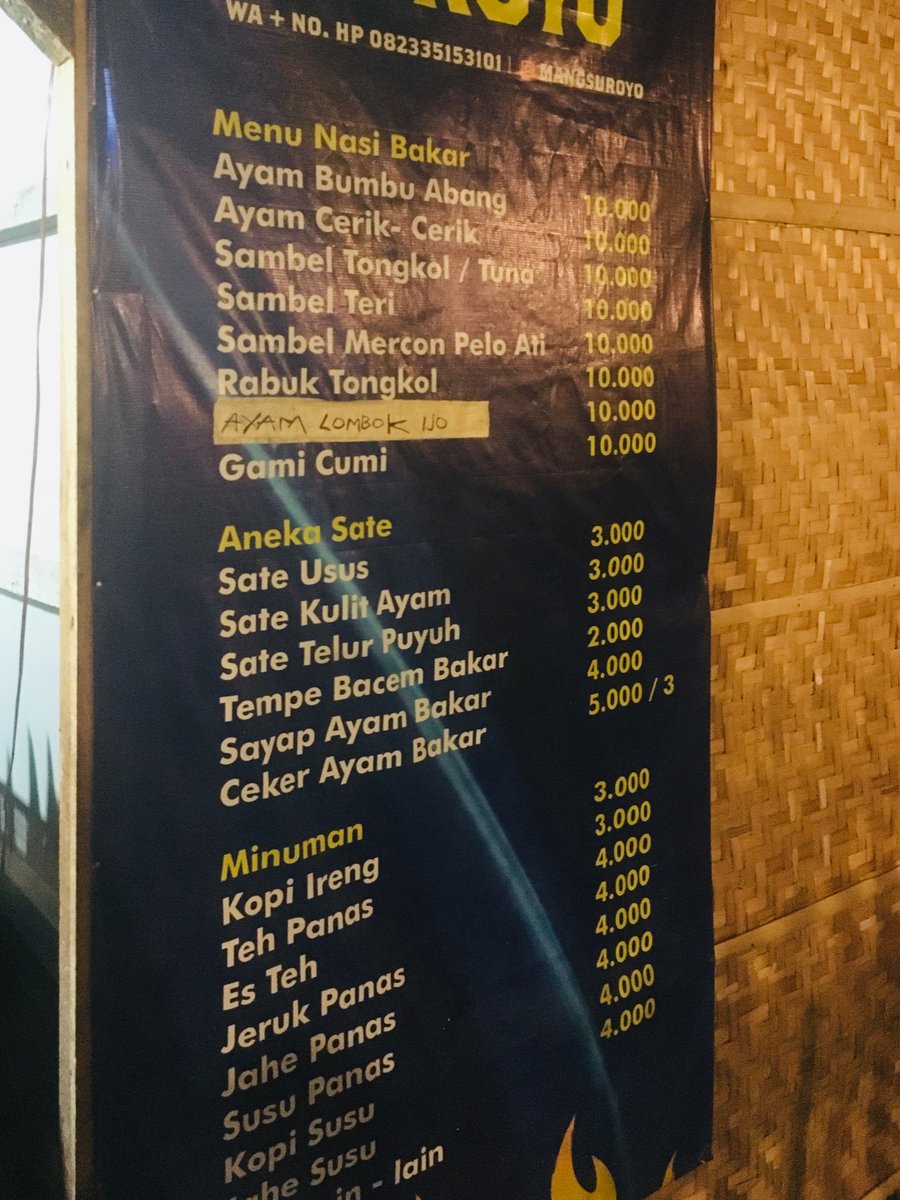 WA + NO. HP 082335153101 | MANGSUROYO
Menu Nasi Bakar
Ayam Bumbu Abang 10.000
Ayam Cerik- Cerik 10.000
Sambel Tongkol / Tuna 10.000
Sambel Teri 10.000
Sambel Mercon Pelo Ati 10.000
Rabuk Tongkol 10.000
AYAM LOMBOK IJO 10.000
Gami Cumi 10.000
Aneka Sate
Sate Usus 3.000
Sate Kulit Ayam 3.000
Sate Telur Puyuh 3.000
Tempe Bacem Bakar 2.000
Sayap Ayam Bakar 4.000
Ceker Ayam Bakar 5.000 / 3
Minuman
Kopi Ireng 3.000
Teh Panas 3.000
Es Teh 4.000
Jeruk Panas 4.000
Jahe Panas 4.000
Susu Panas 4.000
Kopi Susu 4.000
Jahe Susu 4.000
- lain